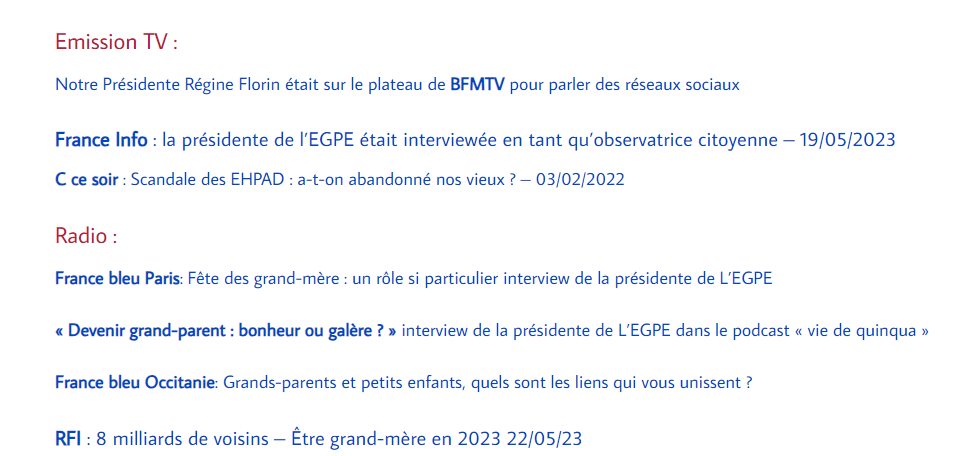 Emission TV :
Notre Présidente Régine Florin était sur le plateau de BFMTV pour parler des réseaux sociaux
France Info : la présidente de l’EGPE était interviewée en tant qu’observatrice citoyenne – 19/05/2023
C ce soir : Scandale des EHPAD : a-t-on abandonné nos vieux ? – 03/02/2022
Radio :
France bleu Paris: Fête des grand-mère : un rôle si particulier interview de la présidente de L’EGPE
« Devenir grand-parent : bonheur ou galère ? » interview de la présidente de L’EGPE dans le podcast « vie de quinqua »
France bleu Occitanie: Grands-parents et petits enfants, quels sont les liens qui vous unissent ?
RFI : 8 milliards de voisins – Être grand-mère en 2023 22/05/23